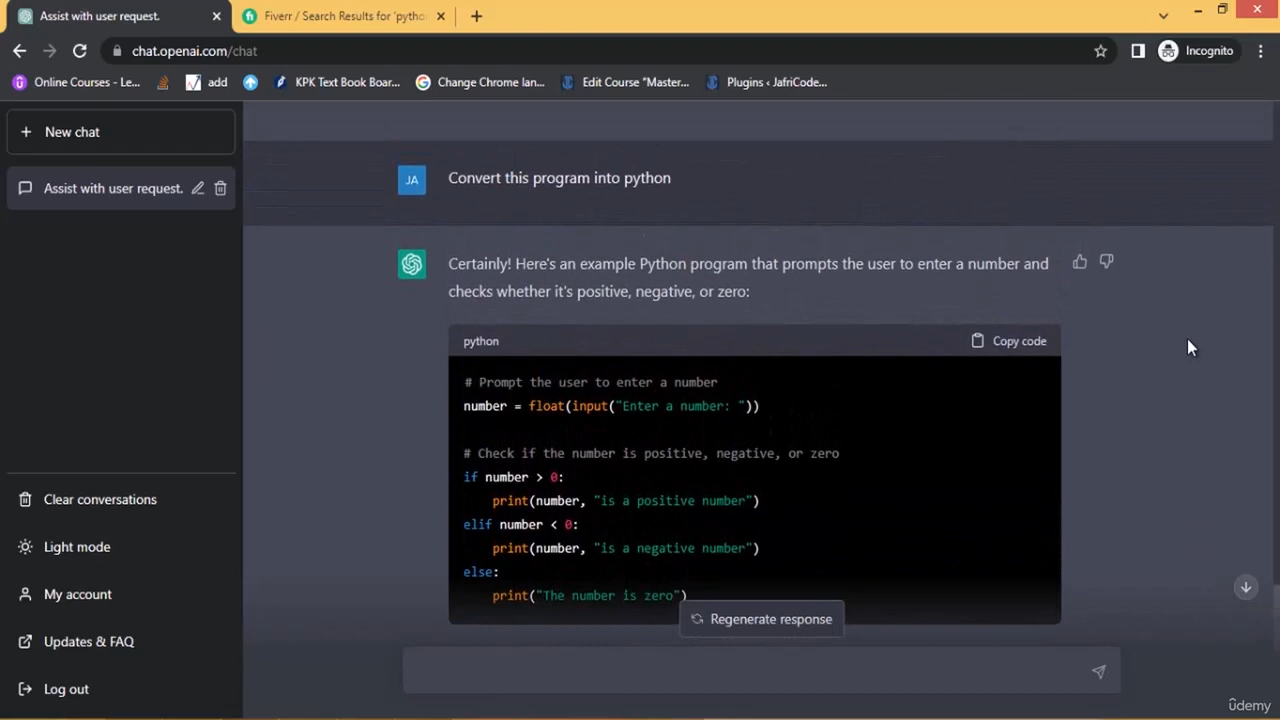 Assist with user request.
Fiverr / Search Results for 'pytho
chat.openai.com/chat
Incognito
Online Courses - Le...
add
KPK Text Book Boar...
Change Chrome lan...
Edit Course "Master...
Plugins ‹ JafriCode...
New chat
Assist with user request.
Clear conversations
Light mode
My account
Updates & FAQ
Log out
JA
Convert this program into python
Certainly! Here's an example Python program that prompts the user to enter a number and
checks whether it's positive, negative, or zero:
python
Copy code
# Prompt the user to enter a number
number = float(input("Enter a number: "))
# Check if the number is positive, negative, or zero
if number > 0:
print(number, "is a positive number")
elif number < 0:
print(number, "is a negative number")
else:
print("The number is zero")
Regenerate response
ûdemy